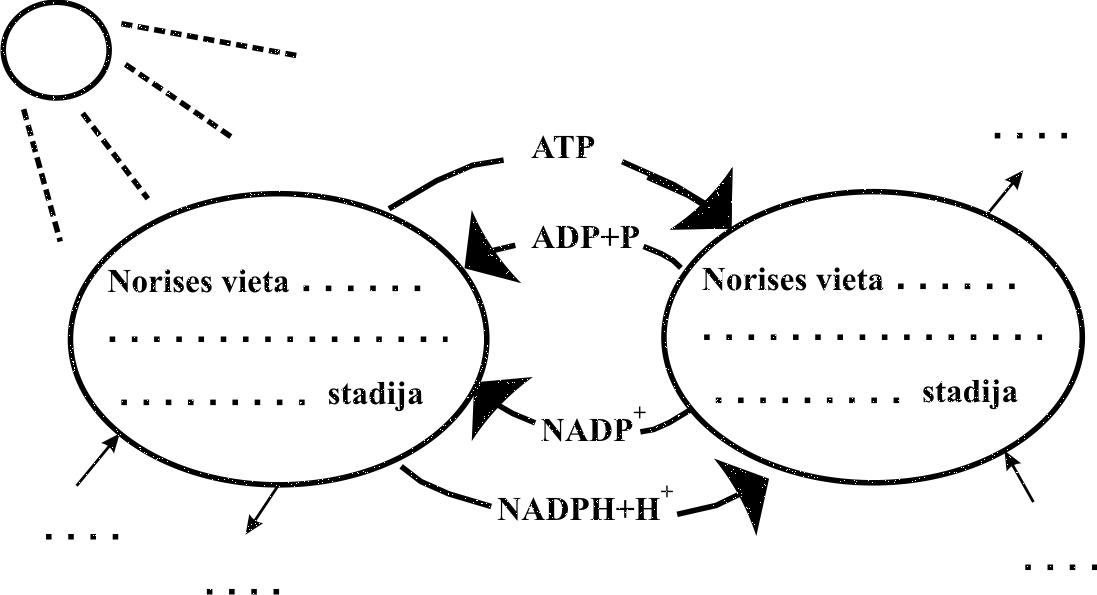 ATP
ADP+P
Norises vieta . . . . . .
. . . . . . . . . . . . . . . .
. . . . . . . . . stadija
Norises vieta . . . . . .
. . . . . . . . . . . . . . . .
. . . . . . . . . stadija
NADP⁺
NADPH+H⁺
. . . .
. . . .
. . . .
. . . .